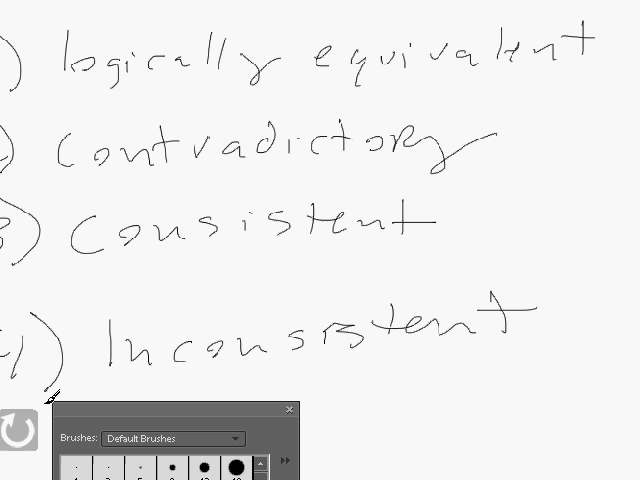 ) logically equivalent
) contradictory
3) consistent
4) Inconsistent
Brushes: Default Brushes